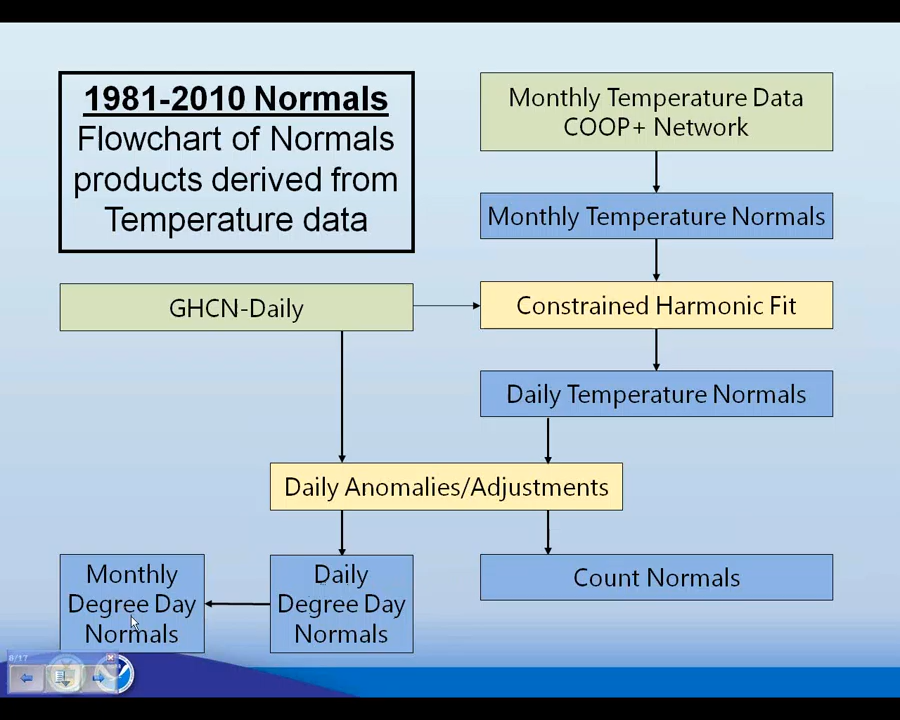 1981-2010 Normals
Flowchart of Normals
products derived from
Temperature data
Monthly Temperature Data
COOP+ Network
Monthly Temperature Normals
GHCN-Daily
Constrained Harmonic Fit
Daily Temperature Normals
Daily Anomalies/Adjustments
Monthly
Degree Day
Normals
Daily
Degree Day
Normals
Count Normals
8/17